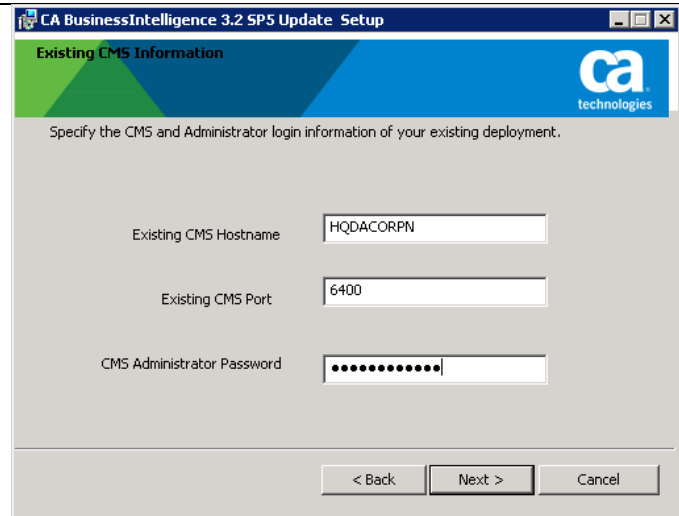 CA BusinessIntelligence 3.2 SP5 Update Setup
Existing CMS Information
ca
technologies
Specify the CMS and Administrator login information of your existing deployment.
Existing CMS Hostname HQDACORPN
Existing CMS Port 6400
CMS Administrator Password ●●●●●●●●●●●●
< Back Next > Cancel